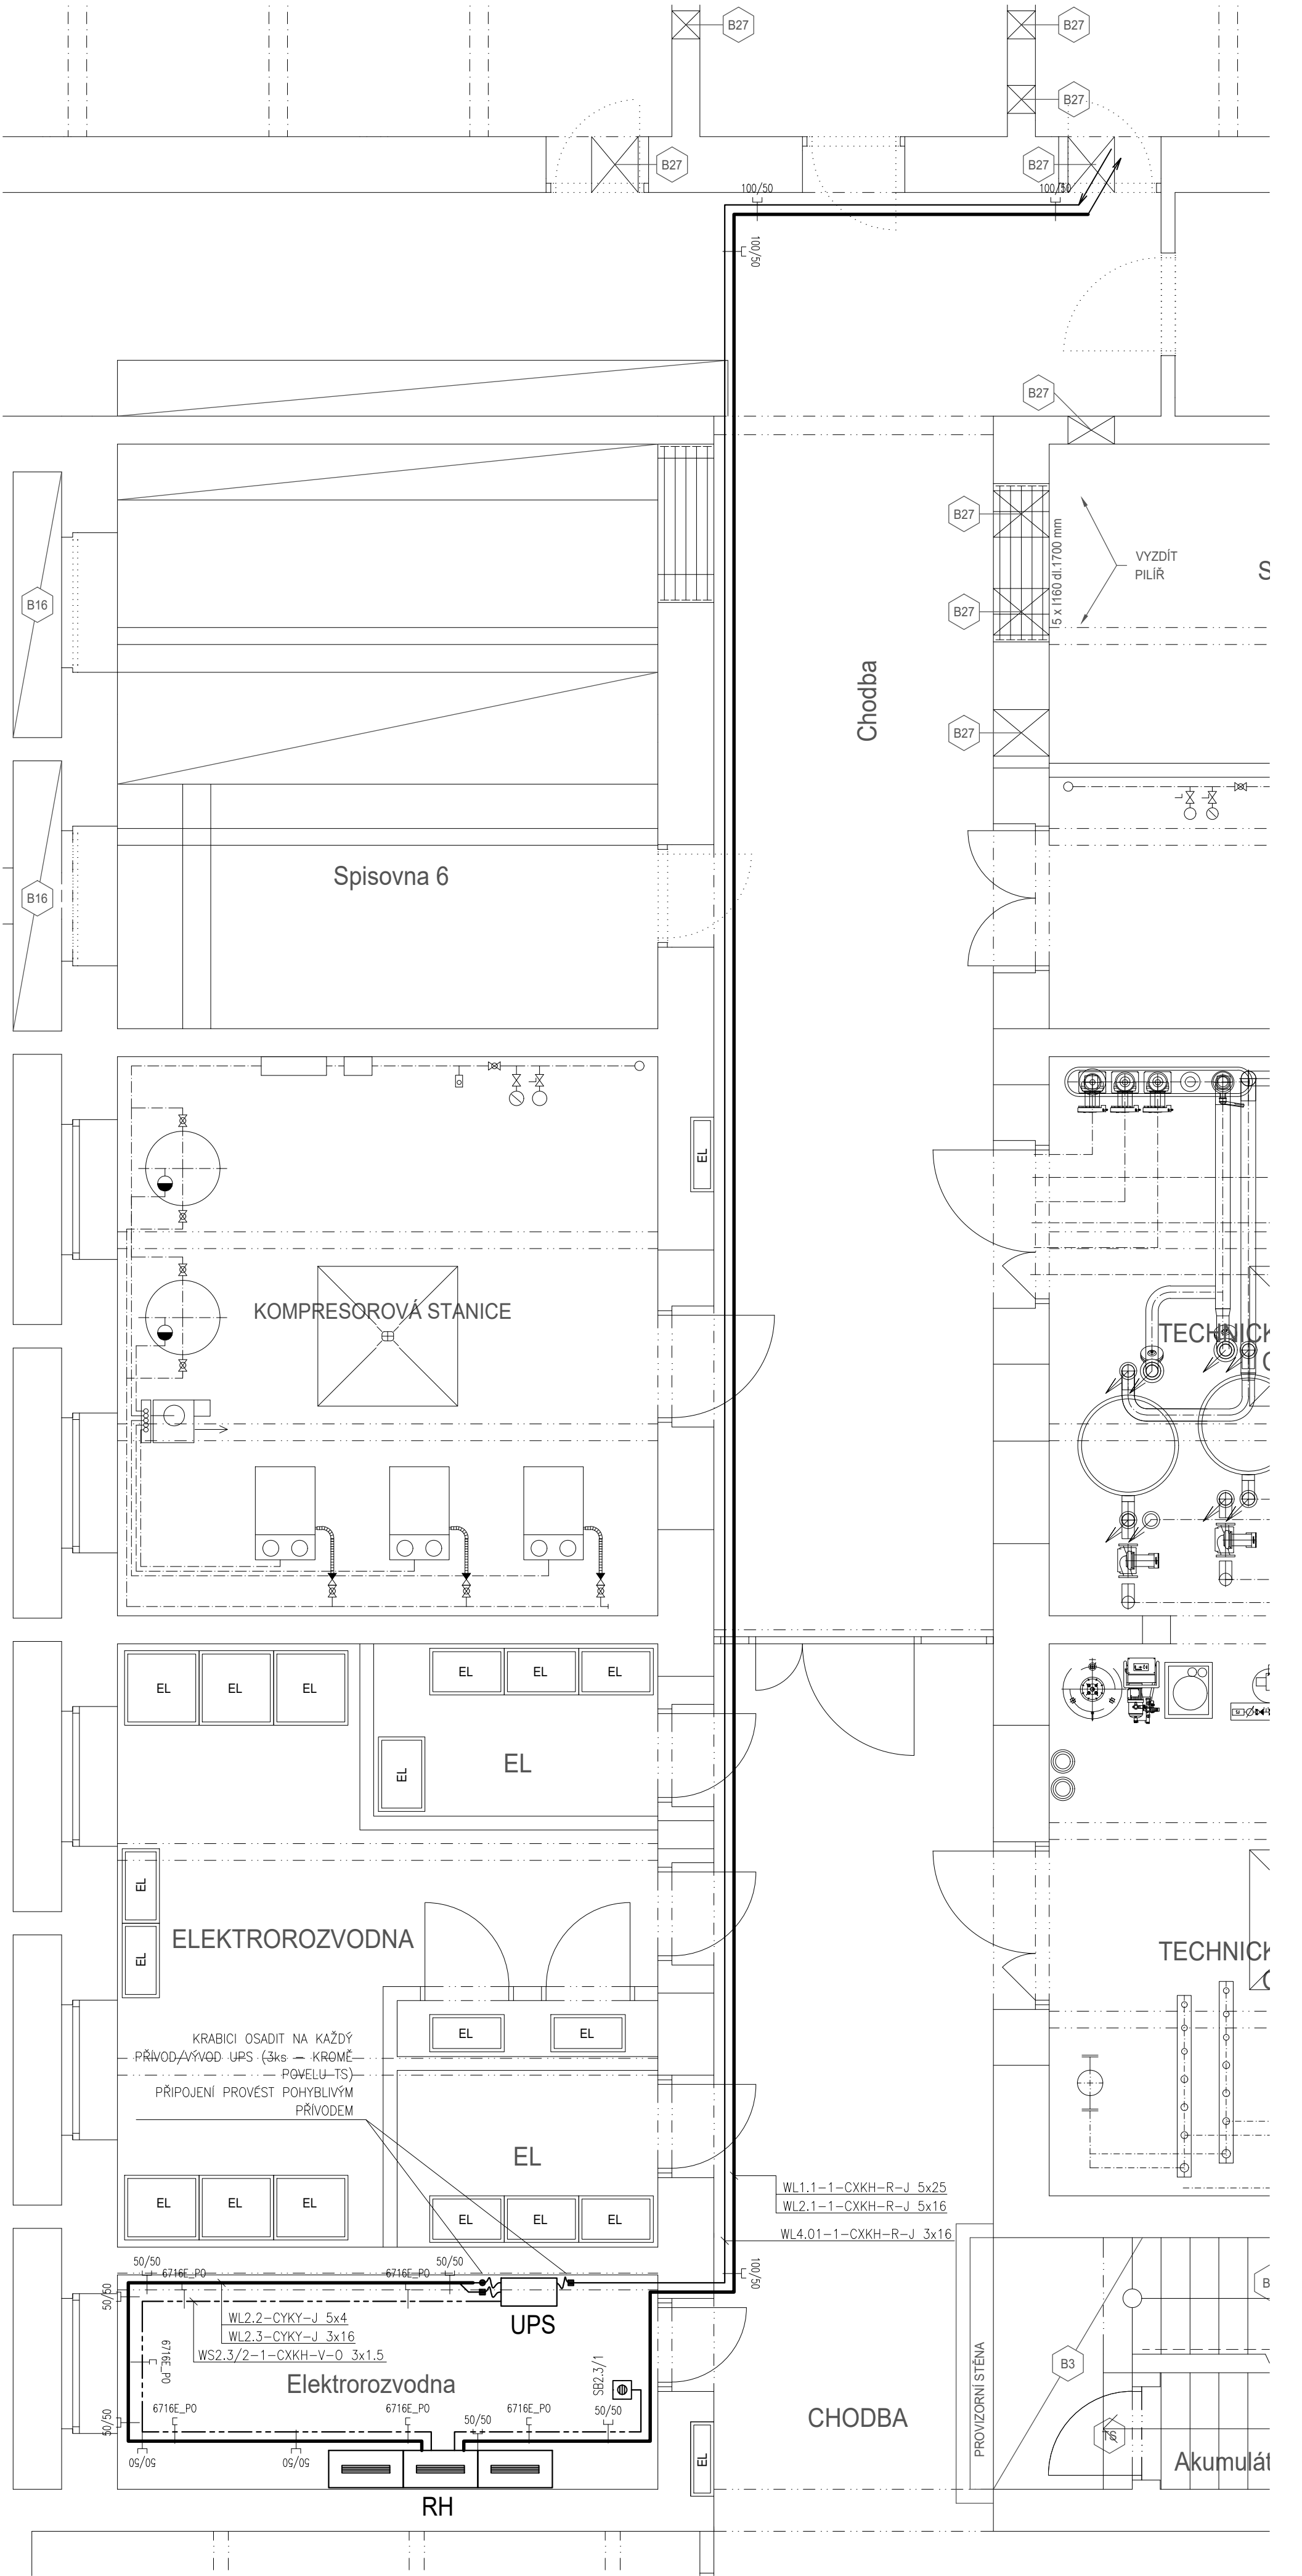 B27
B27
B27
B27
B27
100/50
100/50
100/50
B27
B27
5 x I160 dl.1700 mm
VYZDÍT
PILÍŘ
S
B16
B27
Chodba
B27
Spisovna 6
B16
EL
KOMPRESOROVÁ STANICE
TECHNICK
EL
EL
EL
EL
EL
EL
EL
EL
EL
EL
ELEKTROROZVODNA
TECHNICK
EL
EL
EL
KRABICI OSADIT NA KAŽDÝ
PŘÍVOD/VÝVOD UPS (3ks – KROMĚ
POVELU TS)
PŘIPOJENÍ PROVÉST POHYBLIVÝM
PŘÍVODEM
EL
WL1.1-1-CXKH-R-J 5x25
WL2.1-1-CXKH-R-J 5x16
EL
EL
EL
EL
EL
EL
WL4.01-1-CXKH-R-J 3x16
50/50
6716E_PO
6716E_PO
50/50
100/50
50/50
UPS
WL2.2-CYKY-J 5x4
WL2.3-CYKY-J 3x16
WS2.3/2-1-CXKH-V-O 3x1.5
6716E_PO
Elektrorozvodna
SB2.3/1
B3
PROVIZORNÍ STĚNA
6716E_PO
6716E_PO
6716E_PO
50/50
50/50
50/50
CHODBA
50/50
50/50
EL
Akumulát
RH